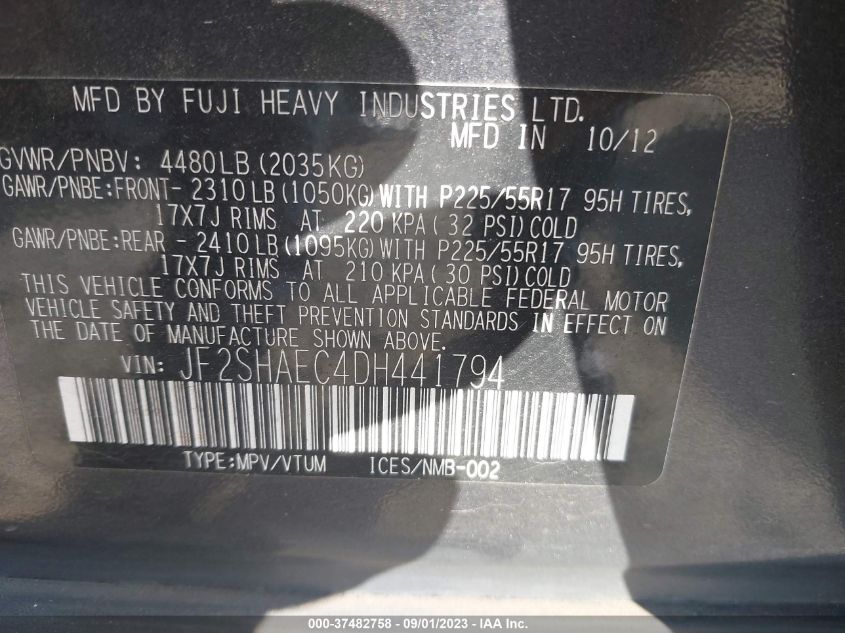 MFD BY FUJI HEAVY INDUSTRIES LTD.
MFD IN 10/12
GVWR/PNBV: 4480LB (2035KG)
GAWR/PNBE:FRONT- 2310LB(1050KG)WITH P225/55R17 95H TIRES,
17X7J RIMS AT 220 KPA( 32 PSI)COLD
GAWR/PNBE:REAR - 2410LB(1095KG)WITH P225/55R17 95H TIRES,
17X7J RIMS AT 210 KPA( 30 PSI)COLD
THIS VEHICLE CONFORMS TO ALL APPLICABLE FEDERAL MOTOR
VEHICLE SAFETY AND THEFT PREVENTION STANDARDS IN EFFECT ON
THE DATE OF MANUFACTURE SHOWN ABOVE.
VIN: JF2SHAEC4DH441794
TYPE:MPV/VTUM ICES/NMB-002
000-37482758 - 09/01/2023 - IAA Inc.